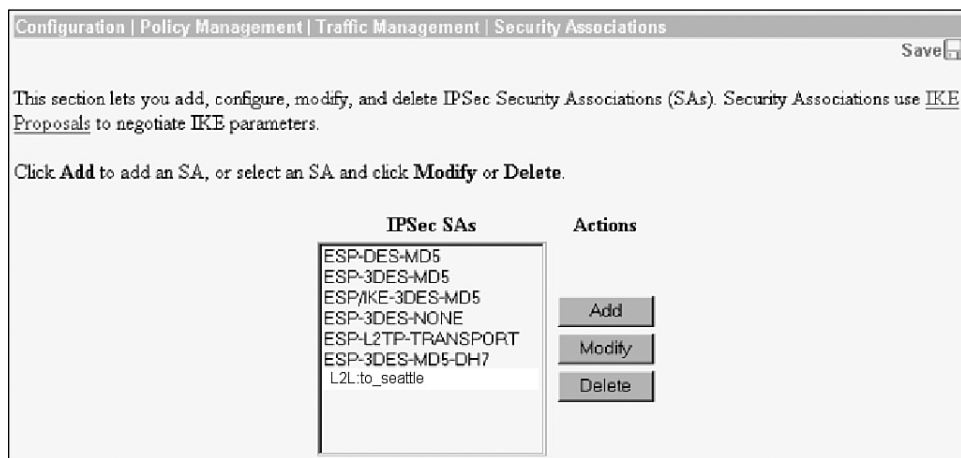 Configuration | Policy Management | Traffic Management | Security Associations
Save
This section lets you add, configure, modify, and delete IPSec Security Associations (SAs). Security Associations use IKE
Proposals to negotiate IKE parameters.
Click Add to add an SA, or select an SA and click Modify or Delete.
IPSec SAs
Actions
ESP-DES-MD5
ESP-3DES-MD5
ESP/IKE-3DES-MD5
ESP-3DES-NONE
ESP-L2TP-TRANSPORT
ESP-3DES-MD5-DH7
L2L:to_seattle
Add
Modify
Delete